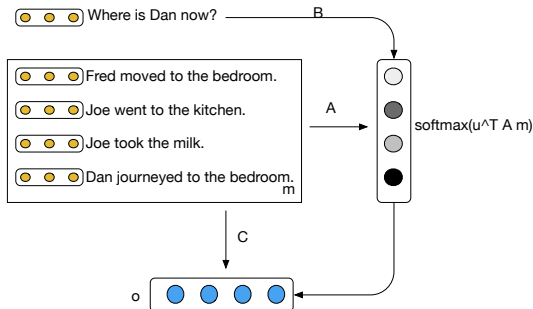 Where is Dan now?
B
Fred moved to the bedroom.
Joe went to the kitchen.
Joe took the milk.
Dan journeyed to the bedroom.
m
A
softmax(u^T A m)
C
o